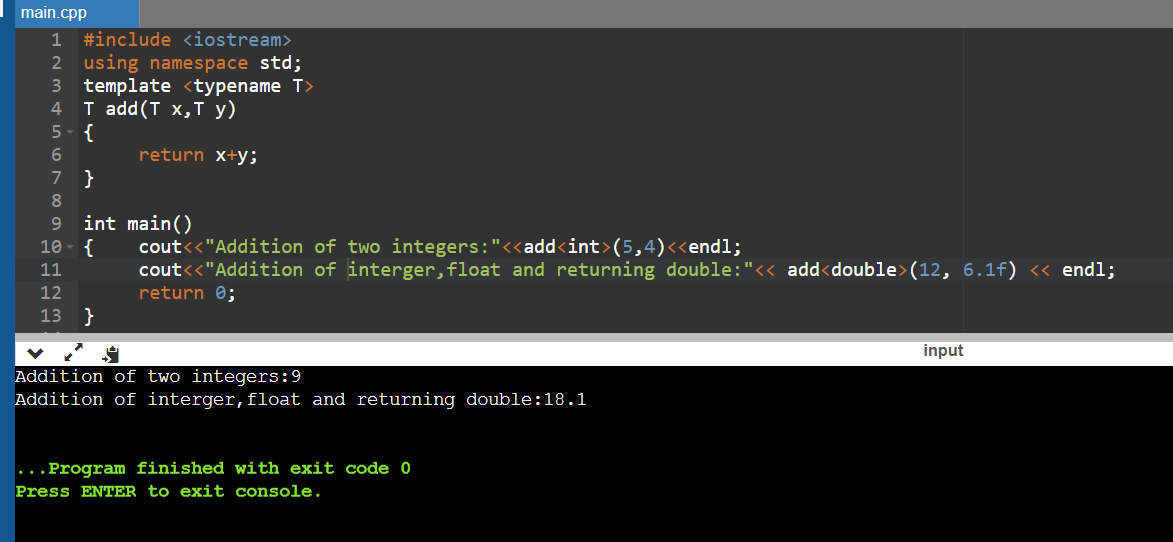 main.cpp
1 #include <iostream>
2 using namespace std;
3 template <typename T>
4 T add(T x,T y)
5 {
6 return x+y;
7 }
8
9 int main()
10 { cout<<"Addition of two integers:"<<add<int>(5,4)<<endl;
11 cout<<"Addition of interger,float and returning double:"<< add<double>(12, 6.1f) << endl;
12 return 0;
13 }
input
Addition of two integers:9
Addition of interger,float and returning double:18.1
...Program finished with exit code 0
Press ENTER to exit console.